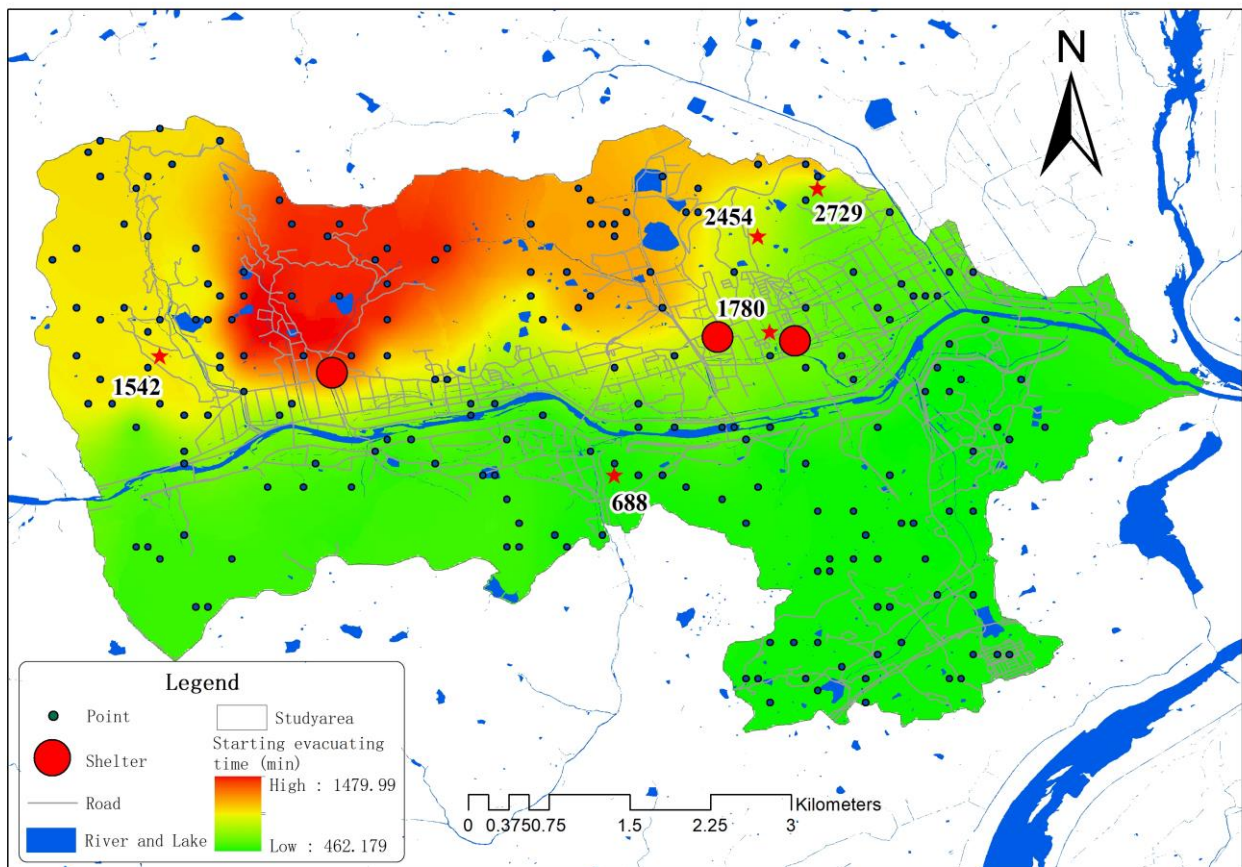 N
2454
2729
1780
1542
688
Legend
Point
Shelter
Road
River and Lake
Studyarea
Starting evacuating
time (min)
High : 1479.99
Low : 462.179
Kilometers
0 0.3750.75 1.5 2.25 3